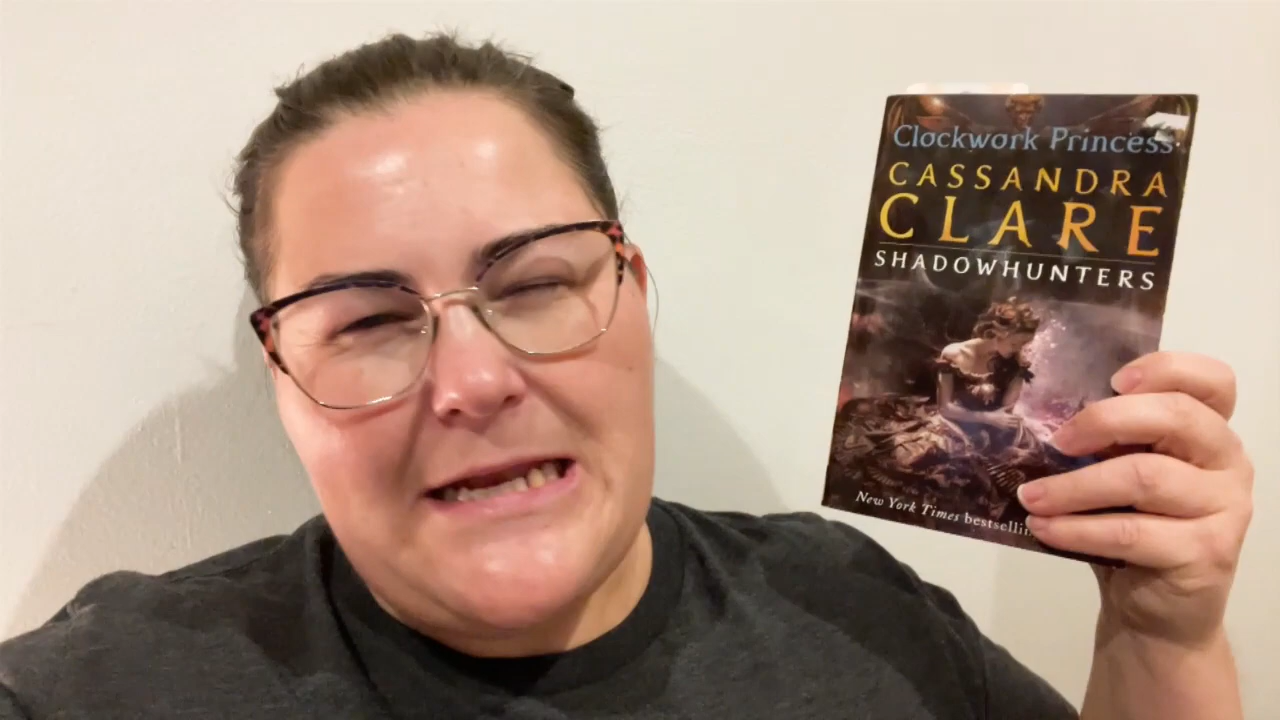 Clockwork Princess
CASSANDRA
CLARE
SHADOWHUNTERS
New York Times